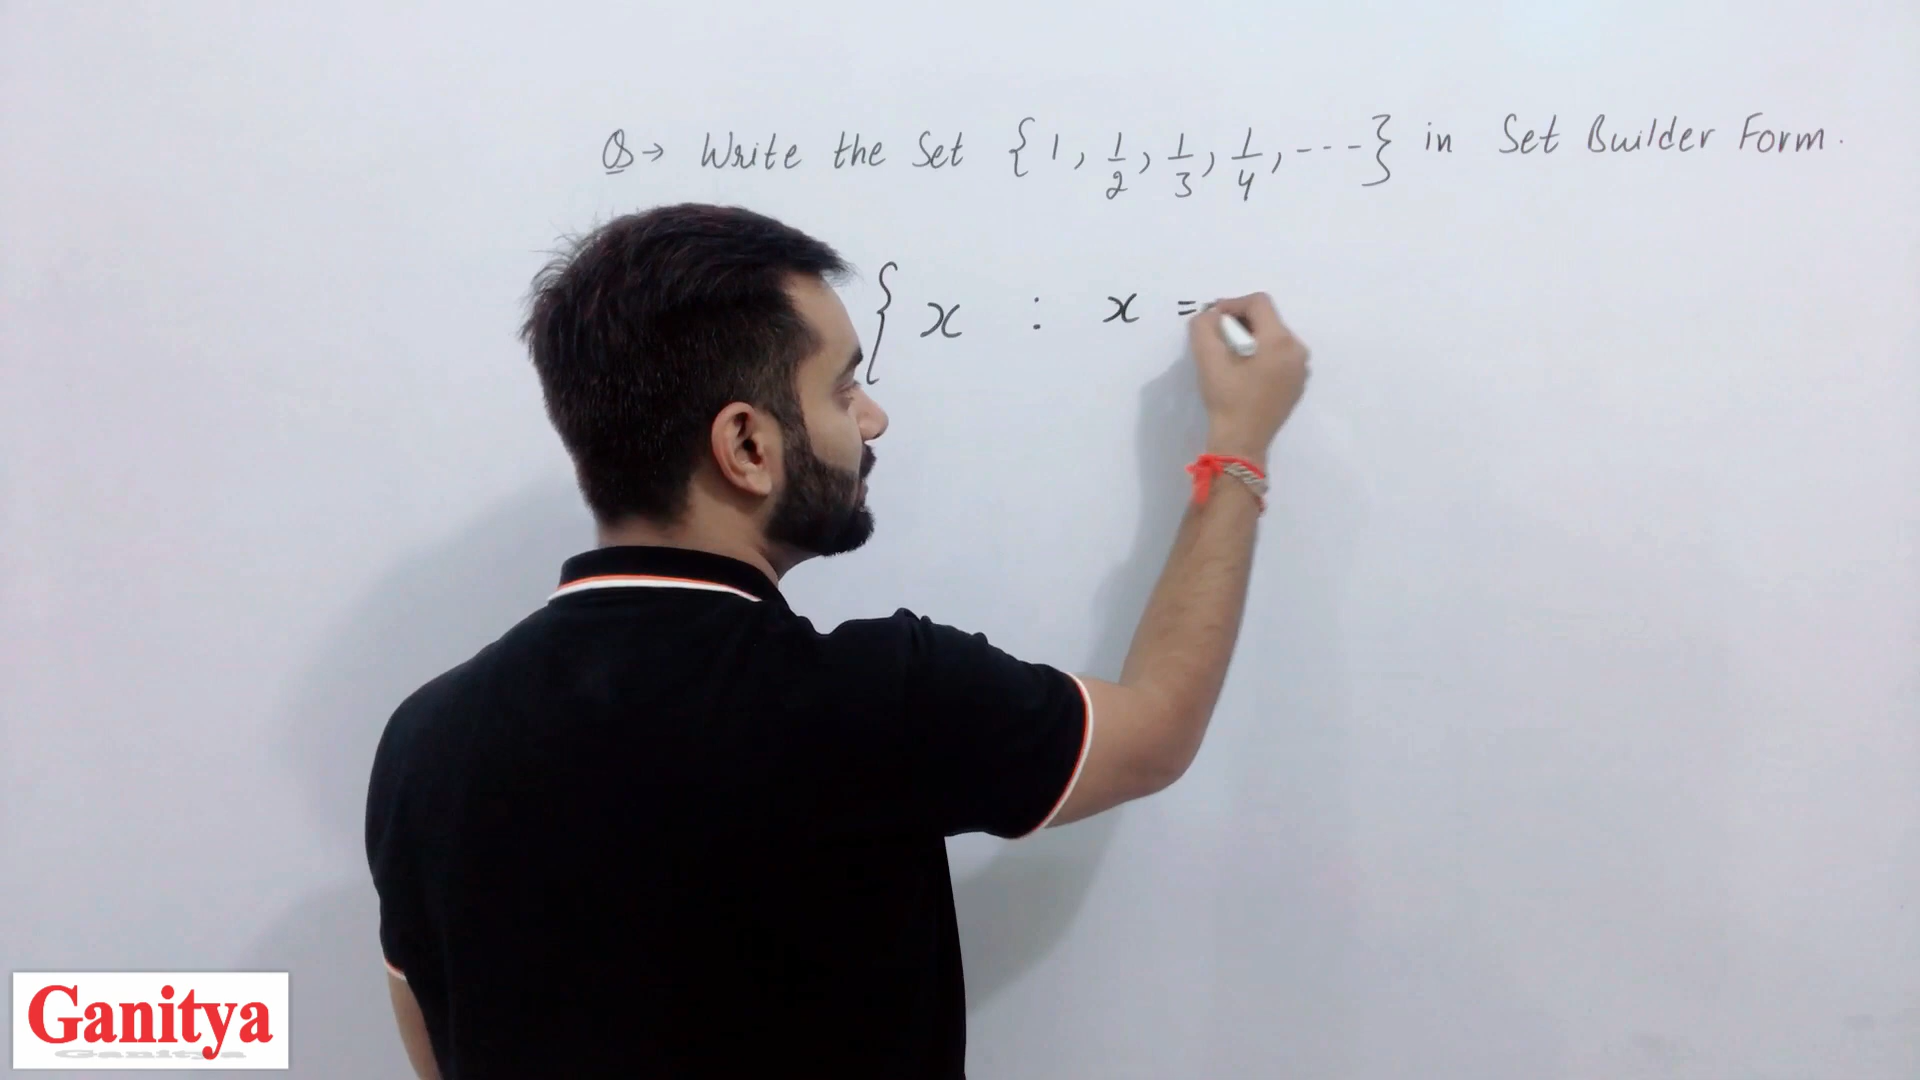 Q→ Write the Set {1, 1/2, 1/3, 1/4, ---} in Set Builder Form.
{ x : x =
Ganitya